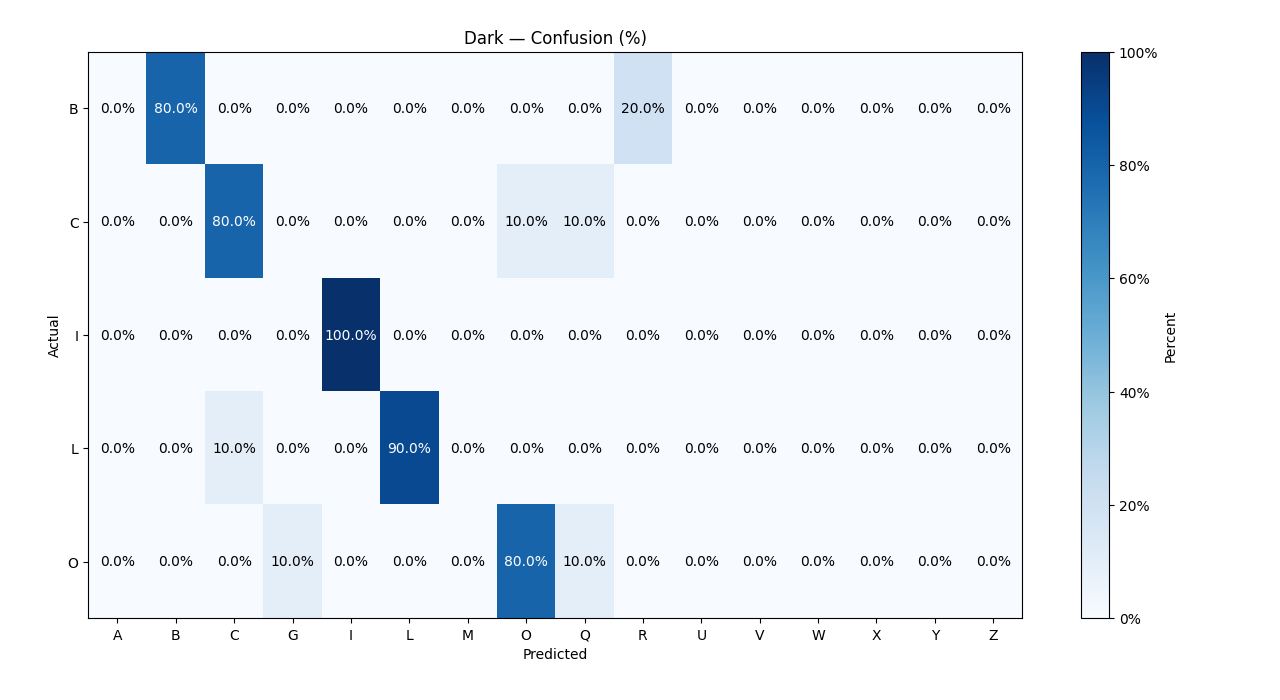 Dark — Confusion (%)
B 0.0% 80.0% 0.0% 0.0% 0.0% 0.0% 0.0% 0.0% 0.0% 20.0% 0.0% 0.0% 0.0% 0.0% 0.0% 0.0%
C 0.0% 0.0% 80.0% 0.0% 0.0% 0.0% 0.0% 10.0% 10.0% 0.0% 0.0% 0.0% 0.0% 0.0% 0.0% 0.0%
I 0.0% 0.0% 0.0% 0.0% 100.0% 0.0% 0.0% 0.0% 0.0% 0.0% 0.0% 0.0% 0.0% 0.0% 0.0% 0.0%
L 0.0% 0.0% 10.0% 0.0% 0.0% 90.0% 0.0% 0.0% 0.0% 0.0% 0.0% 0.0% 0.0% 0.0% 0.0% 0.0%
O 0.0% 0.0% 0.0% 10.0% 0.0% 0.0% 0.0% 80.0% 10.0% 0.0% 0.0% 0.0% 0.0% 0.0% 0.0% 0.0%
A B C G I L M O Q R U V W X Y Z
Predicted
Actual
100%
80%
60%
40%
20%
0%
Percent